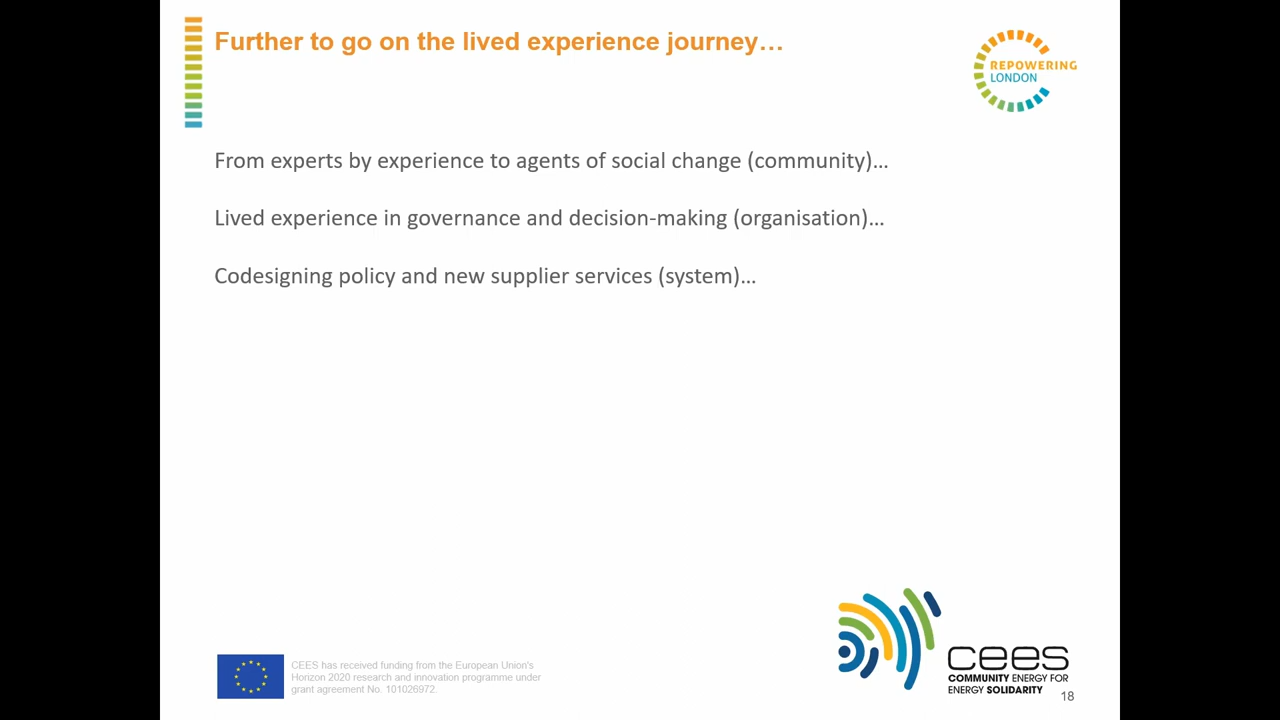 Further to go on the lived experience journey…
REPOWERING
LONDON
From experts by experience to agents of social change (community)…
Lived experience in governance and decision-making (organisation)…
Codesigning policy and new supplier services (system)…
CEES has received funding from the European Union's
Horizon 2020 research and innovation programme under
grant agreement No. 101026972.
cees
COMMUNITY ENERGY FOR
ENERGY SOLIDARITY
18